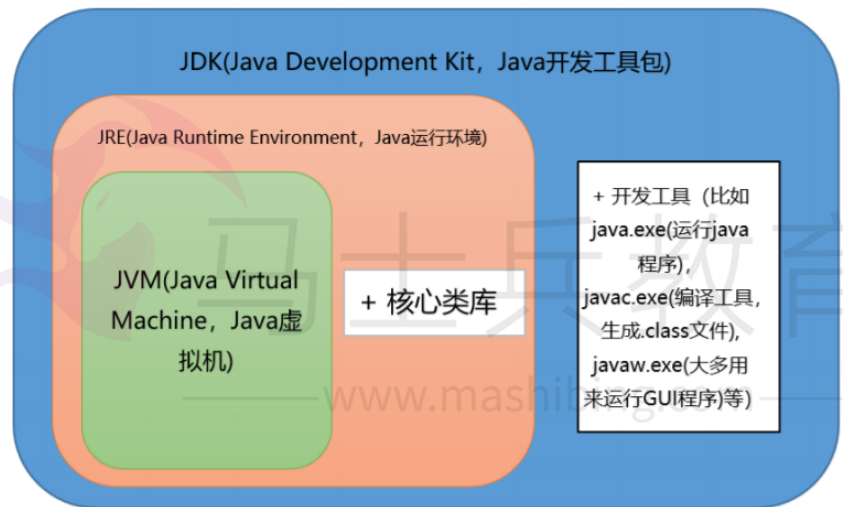 JDK(Java Development Kit，Java开发工具包)
JRE(Java Runtime Environment，Java运行环境)
JVM(Java Virtual
Machine，Java虚
拟机)
+ 核心类库
+ 开发工具（比如
java.exe(运行java
程序),
javac.exe(编译工具，
生成.class文件),
javaw.exe(大多用
来运行GUI程序)等）
马士兵教育
www.mashibing.com